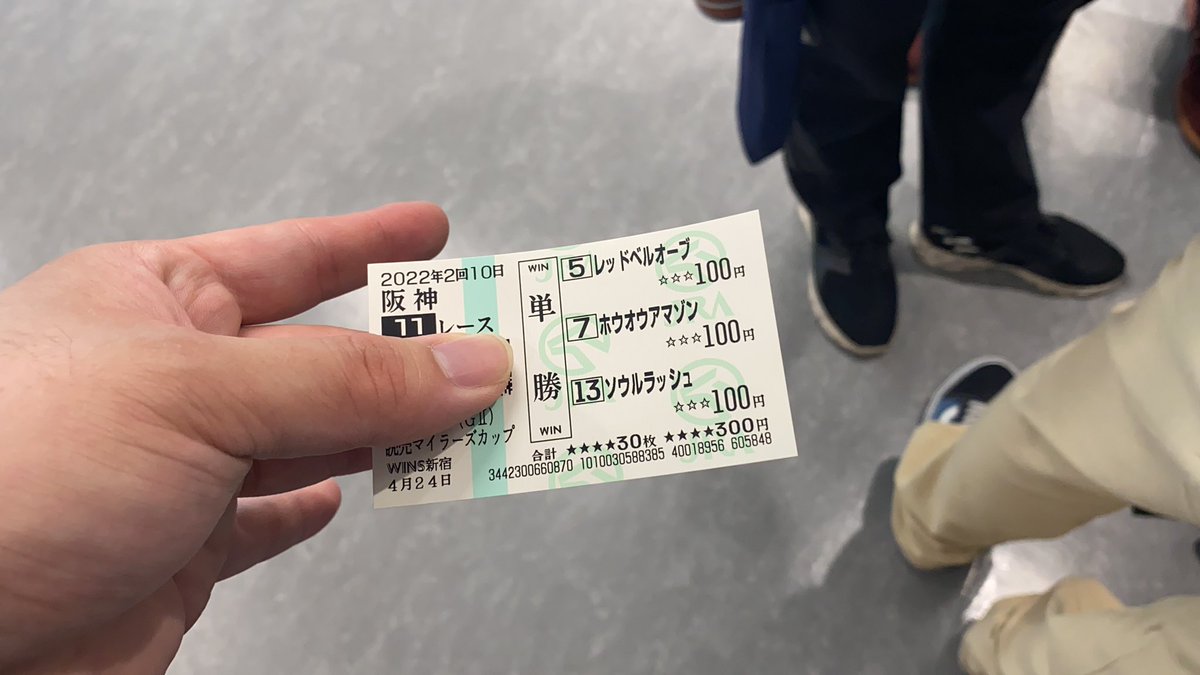 2022年2回10日
阪神
11レース
(GⅡ)
読売マイラーズカップ
WINS新宿
4月24日
WIN
単勝
WIN
5 レッドベルオーブ
☆☆☆100円
7 ホウオウアマゾン
☆☆☆100円
13 ソウルラッシュ
☆☆☆100円
合計 ★★★★30枚 ★★★★300円
3442300660870 1010030588385 40018956 605848